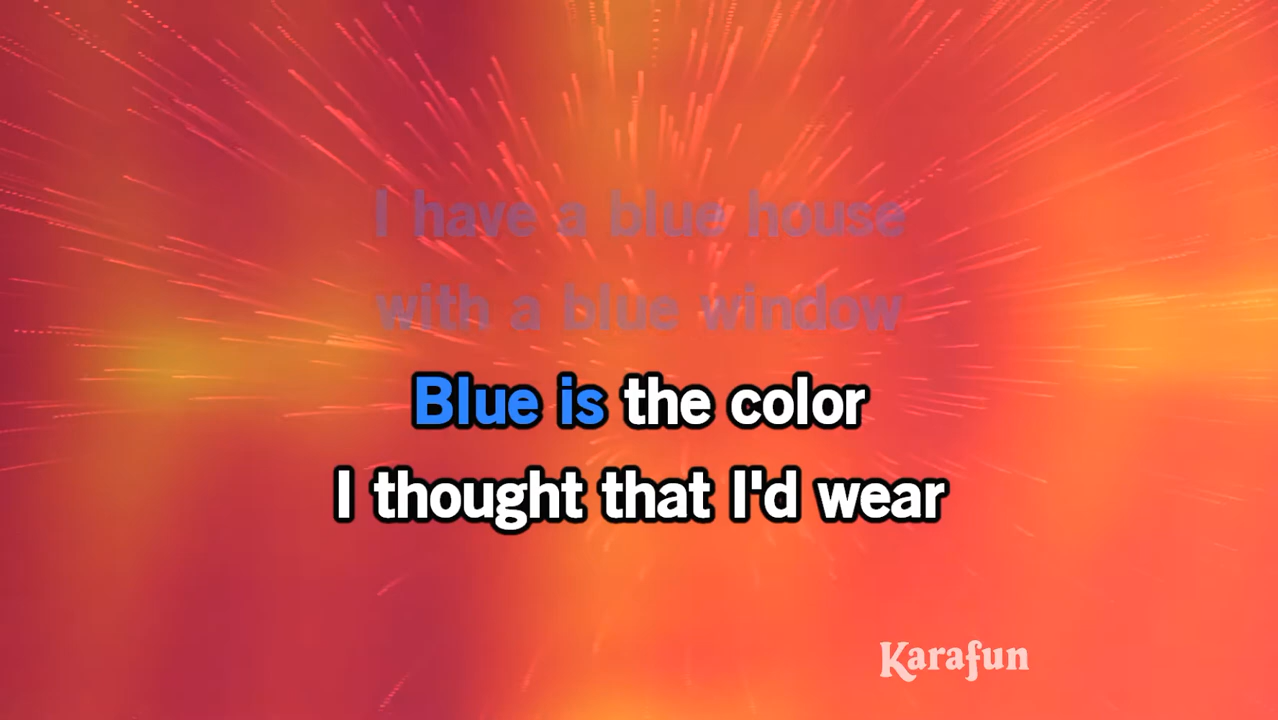 I have a blue house
with a blue window
Blue is the color
I thought that I'd wear
Karafun